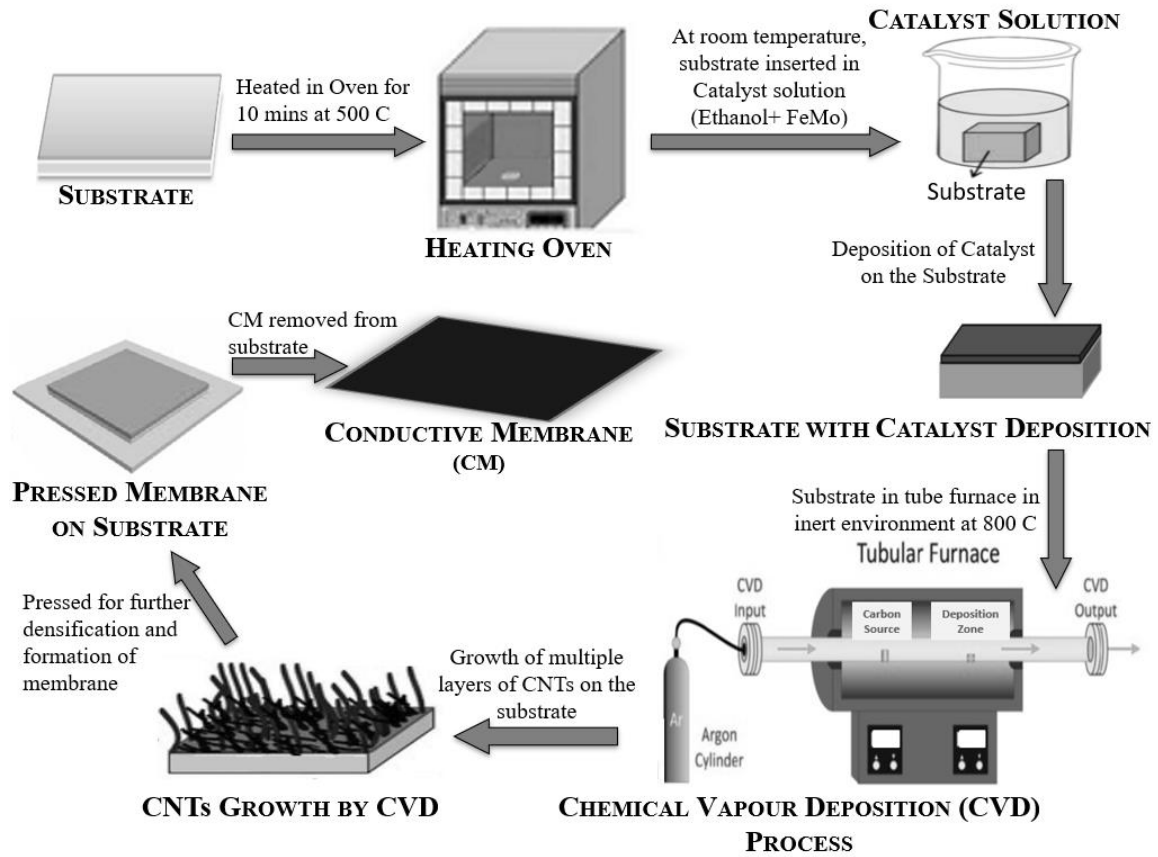 Heated in Oven for
10 mins at 500 C
SUBSTRATE
HEATING OVEN
At room temperature,
substrate inserted in
Catalyst solution
(Ethanol+ FeMo)
CATALYST SOLUTION
Substrate
Deposition of Catalyst
on the Substrate
SUBSTRATE WITH CATALYST DEPOSITION
Substrate in tube furnace in
inert environment at 800 C
Tubular Furnace
CVD
Input
Carbon
Source
Deposition
Zone
CVD
Output
Ar
Argon
Cylinder
CHEMICAL VAPOUR DEPOSITION (CVD)
PROCESS
Growth of multiple
layers of CNTs on the
substrate
CNTS GROWTH BY CVD
Pressed for further
densification and
formation of
membrane
PRESSED MEMBRANE
ON SUBSTRATE
CM removed from
substrate
CONDUCTIVE MEMBRANE
(CM)